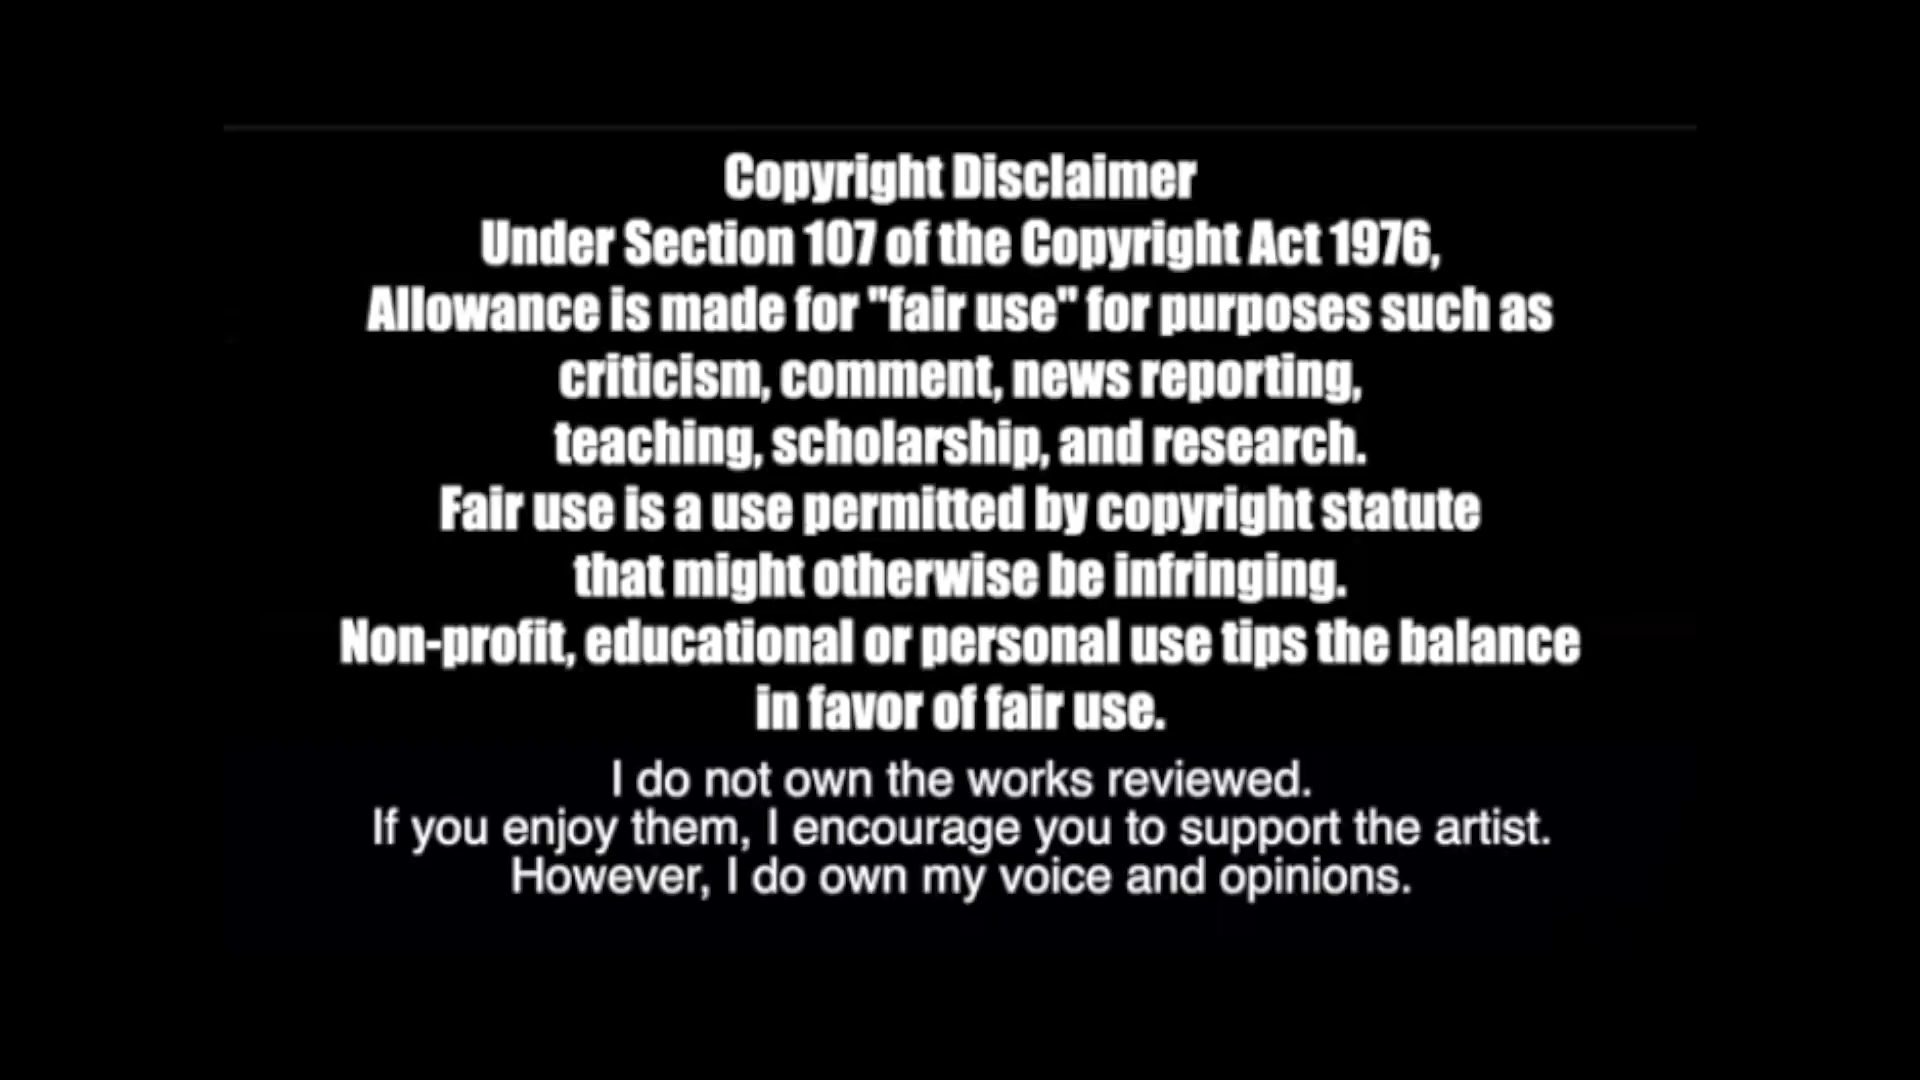 Copyright Disclaimer
Under Section 107 of the Copyright Act 1976,
Allowance is made for "fair use" for purposes such as
criticism, comment, news reporting,
teaching, scholarship, and research.
Fair use is a use permitted by copyright statute
that might otherwise be infringing.
Non-profit, educational or personal use tips the balance
in favor of fair use.
I do not own the works reviewed.
If you enjoy them, I encourage you to support the artist.
However, I do own my voice and opinions.